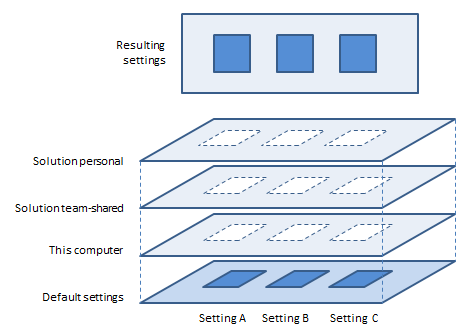 Resulting
settings
Solution personal
Solution team-shared
This computer
Default settings
Setting A Setting B Setting C